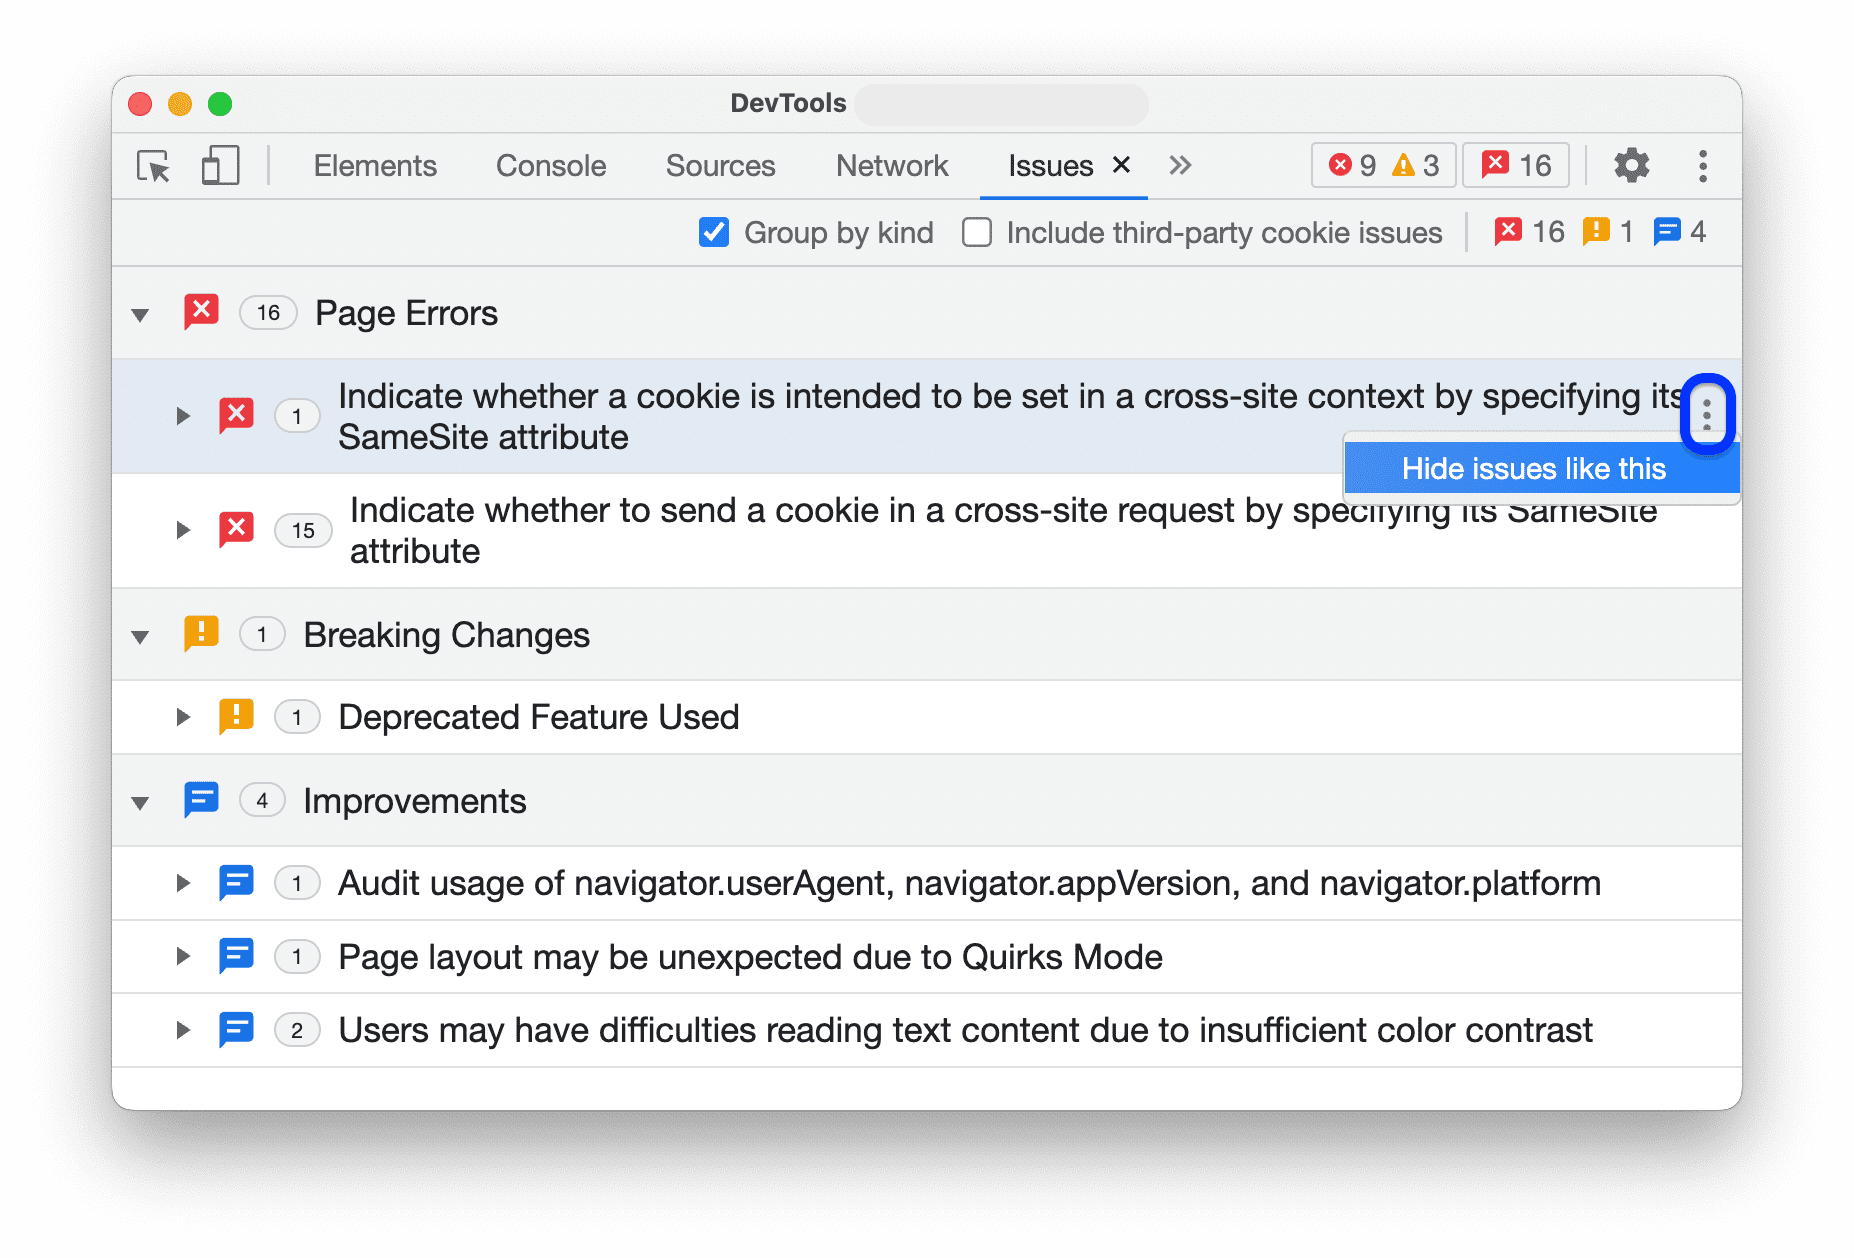 DevTools
Elements Console Sources Network Issues 9 3 16
Group by kind Include third-party cookie issues 16 1 4
16 Page Errors
1 Indicate whether a cookie is intended to be set in a cross-site context by specifying its
SameSite attribute
Hide issues like this
15 Indicate whether to send a cookie in a cross-site request by specifying its SameSite
attribute
1 Breaking Changes
1 Deprecated Feature Used
4 Improvements
1 Audit usage of navigator.userAgent, navigator.appVersion, and navigator.platform
1 Page layout may be unexpected due to Quirks Mode
2 Users may have difficulties reading text content due to insufficient color contrast